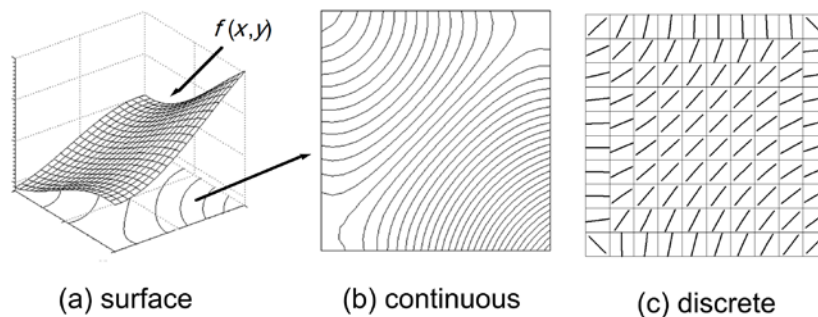 f(x,y)
(a) surface
(b) continuous
(c) discrete